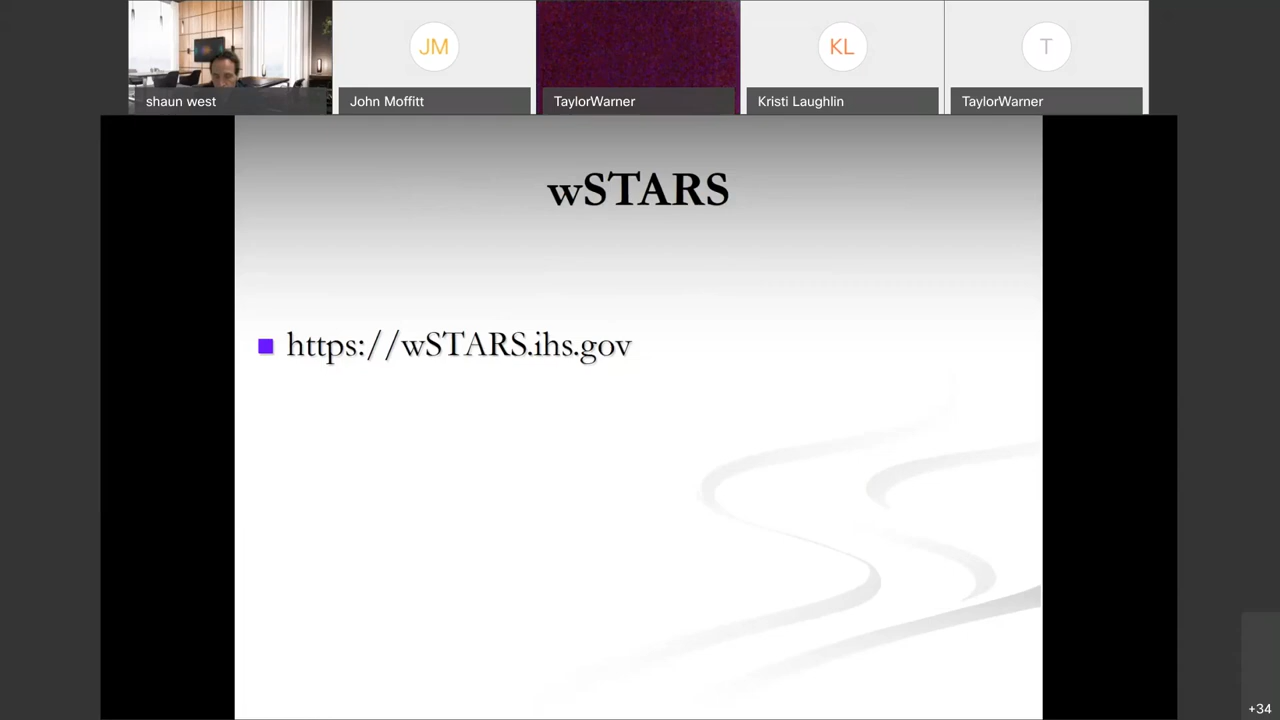 JM
KL
T
shaun west
John Moffitt
TaylorWarner
Kristi Laughlin
TaylorWarner
wSTARS
https://wSTARS.ihs.gov
+34